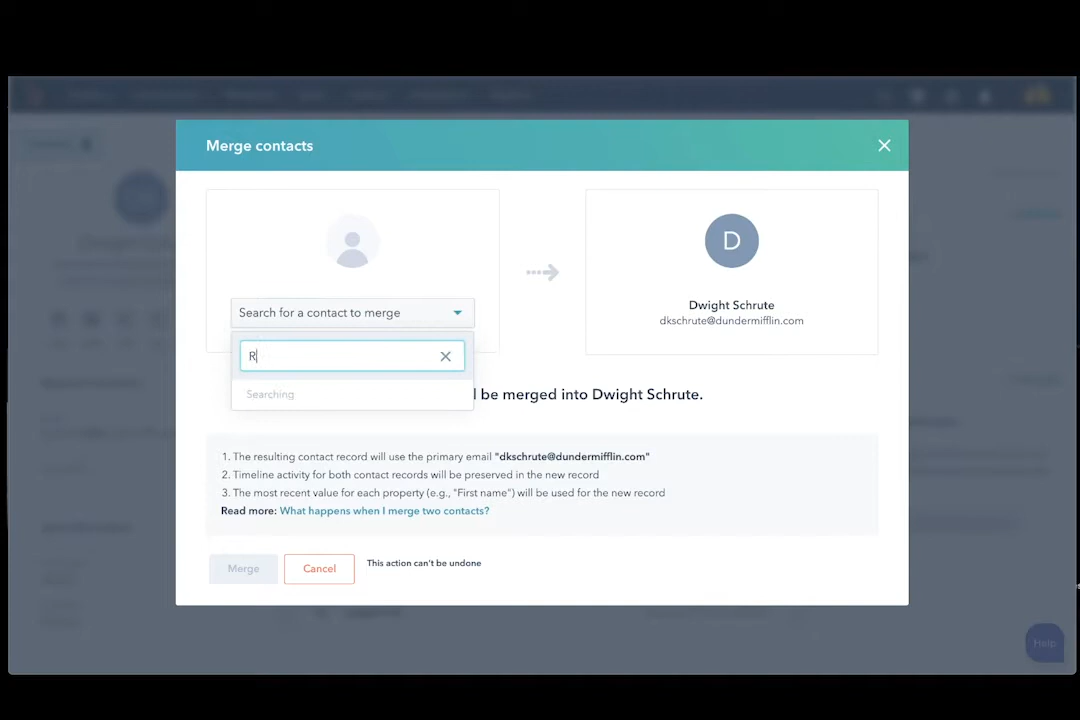 Merge contacts
D
Dwight Schrute
dkschrute@dundermifflin.com
Search for a contact to merge
R
Searching
be merged into Dwight Schrute.
1. The resulting contact record will use the primary email "dkschrute@dundermifflin.com"
2. Timeline activity for both contact records will be preserved in the new record
3. The most recent value for each property (e.g., "First name") will be used for the new record
Read more: What happens when I merge two contacts?
Merge
Cancel
This action can't be undone
Help